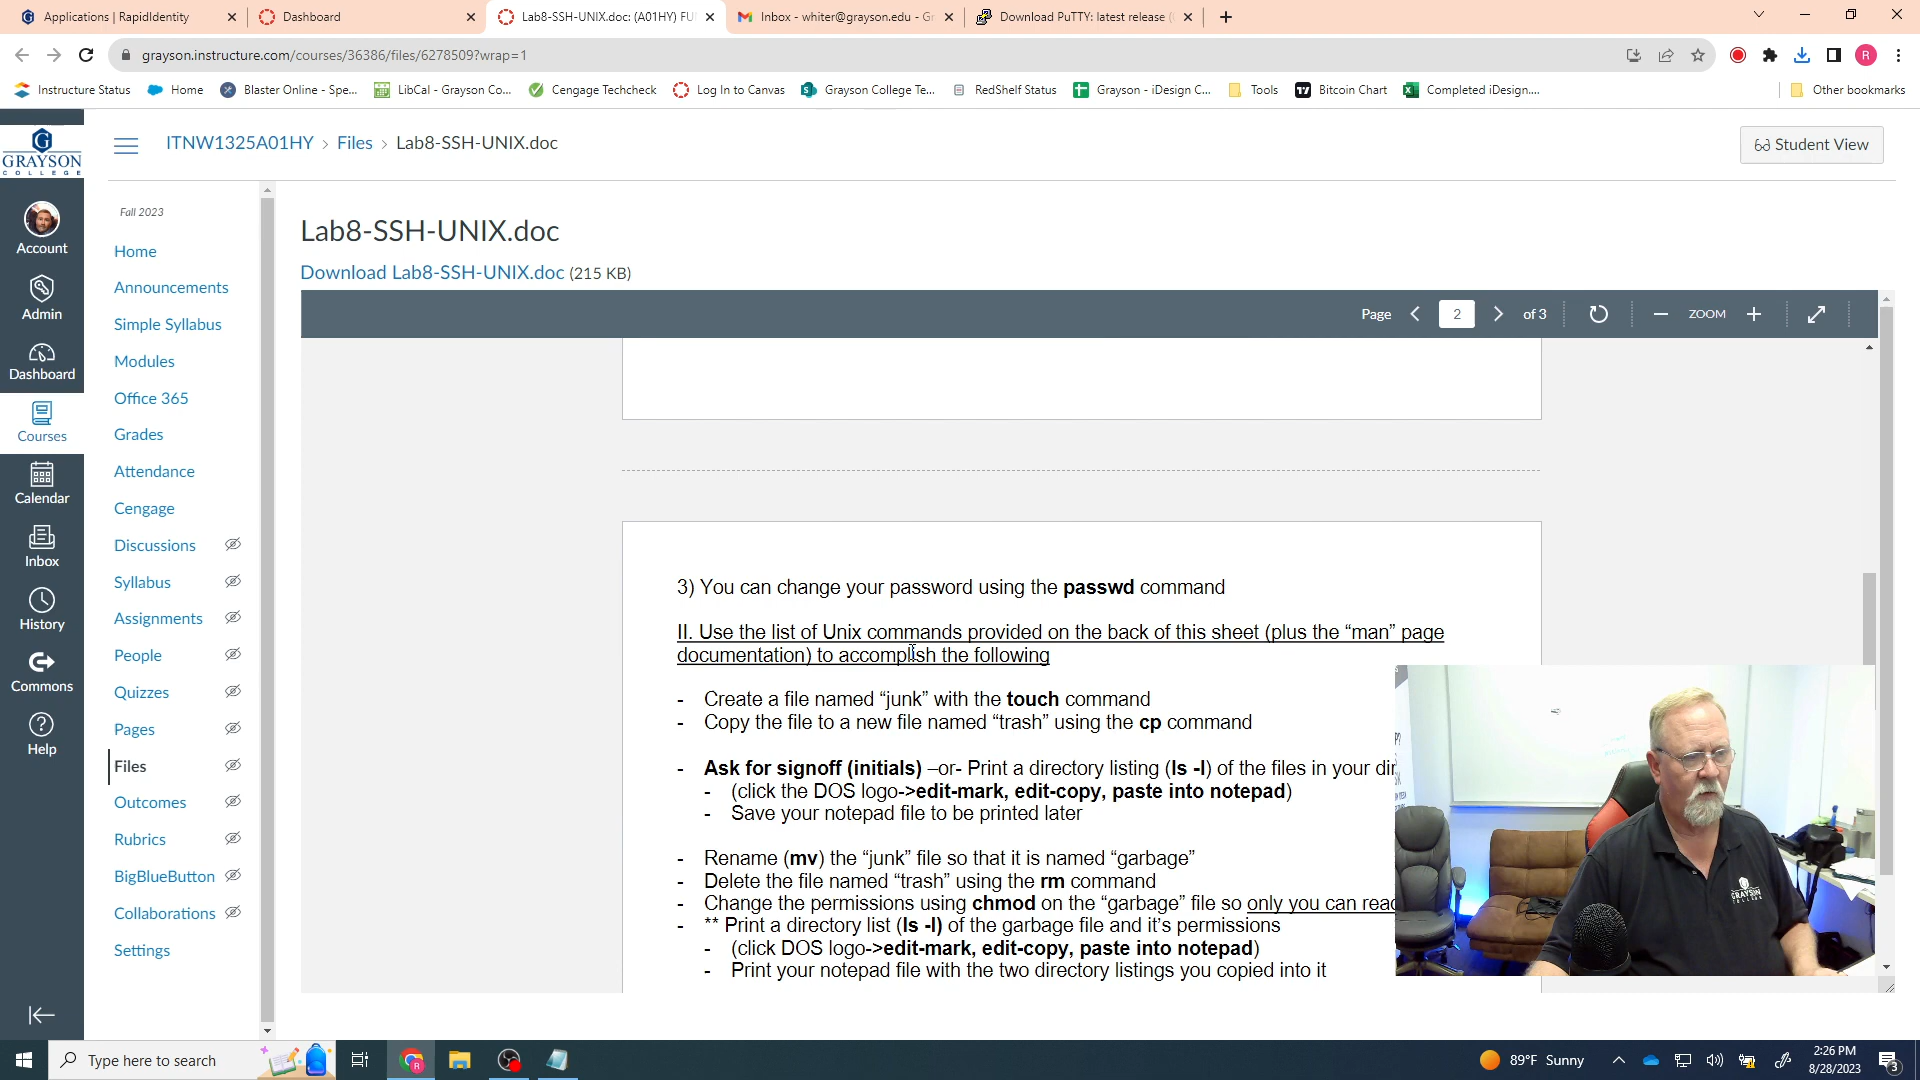 Applications | RapidIdentity
Dashboard
Lab8-SSH-UNIX.doc: (A01HY) FU
Inbox - whiter@grayson.edu - Gr
Download PuTTY: latest release (
grayson.instructure.com/courses/36386/files/6278509?wrap=1
R
Instructure Status
Home
Blaster Online - Spe...
LibCal - Grayson Co...
Cengage Techcheck
Log In to Canvas
Grayson College Te...
RedShelf Status
Grayson - iDesign C...
Tools
Bitcoin Chart
Completed iDesign....
Other bookmarks
GRAYSON
COLLEGE
ITNW1325A01HY > Files > Lab8-SSH-UNIX.doc
Student View
Account
Admin
Dashboard
Courses
Calendar
Inbox
History
Commons
Help
Fall 2023
Home
Announcements
Simple Syllabus
Modules
Office 365
Grades
Attendance
Cengage
Discussions
Syllabus
Assignments
People
Quizzes
Pages
Files
Outcomes
Rubrics
BigBlueButton
Collaborations
Settings
Lab8-SSH-UNIX.doc
Download Lab8-SSH-UNIX.doc (215 KB)
Page 2 of 3 ZOOM
3) You can change your password using the passwd command
II. Use the list of Unix commands provided on the back of this sheet (plus the “man” page
documentation) to accomplish the following
- Create a file named “junk” with the touch command
- Copy the file to a new file named “trash” using the cp command
- Ask for signoff (initials) –or- Print a directory listing (ls -l) of the files in your dir
- (click the DOS logo->edit-mark, edit-copy, paste into notepad)
- Save your notepad file to be printed later
- Rename (mv) the “junk” file so that it is named “garbage”
- Delete the file named “trash” using the rm command
- Change the permissions using chmod on the “garbage” file so only you can read
- ** Print a directory list (ls -l) of the garbage file and it’s permissions
- (click DOS logo->edit-mark, edit-copy, paste into notepad)
- Print your notepad file with the two directory listings you copied into it
GRAYSON
COLLEGE
Type here to search
89°F Sunny
2:26 PM
8/28/2023
3